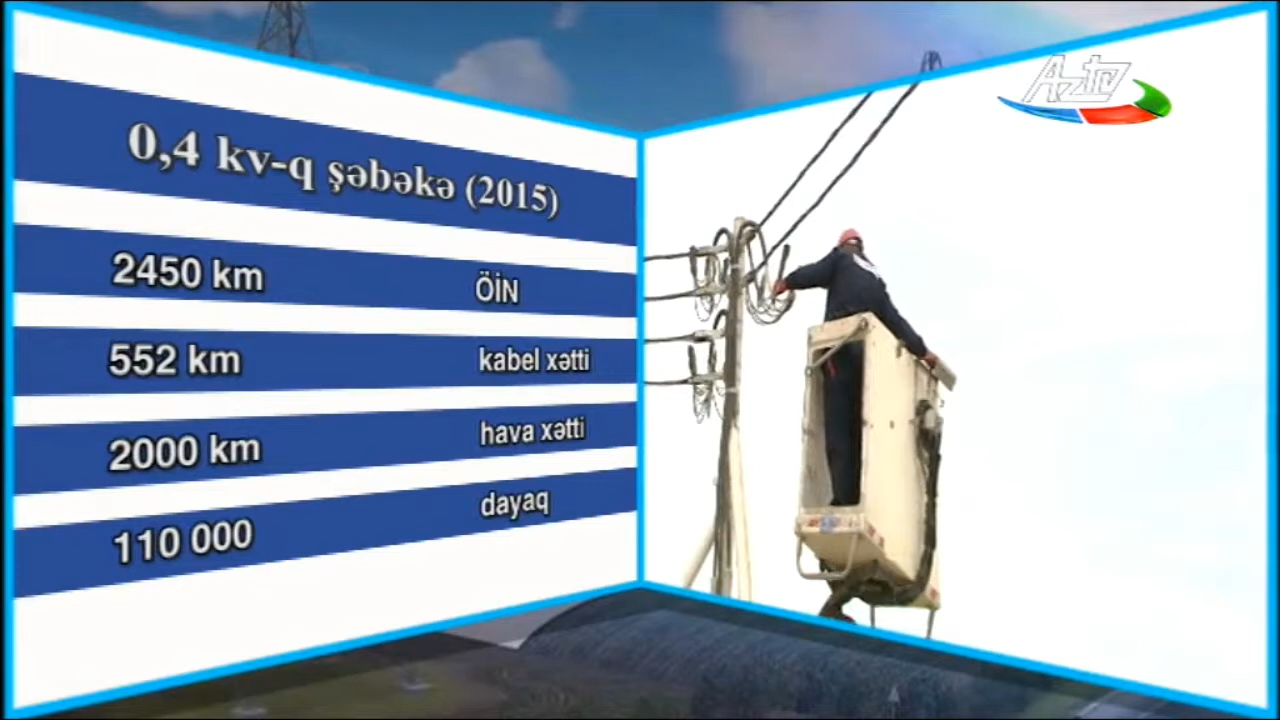 0,4 kv-q şəbəkə (2015)
2450 km ÖİN
552 km kabel xətti
2000 km hava xətti
110 000 dayaq
AzTV